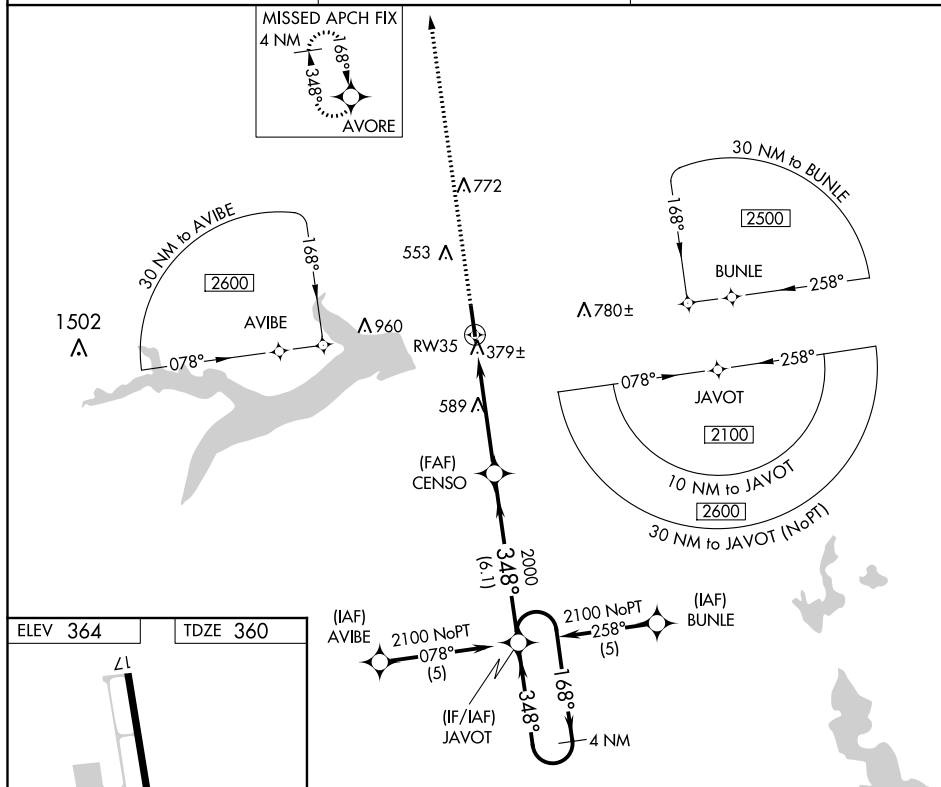 MISSED APCH FIX
4 NM
168°
348°
AVORE
772
553
30 NM to AVIBE
2600
168°
AVIBE
078°
1502
960
RW35
379±
589
780±
30 NM to BUNLE
2500
168°
BUNLE
258°
078°
258°
JAVOT
2100
10 NM to JAVOT
2600
30 NM to JAVOT (NoPT)
(FAF)
CENSO
2000
348°
(6.1)
(IAF)
AVIBE
2100 NoPT
078°
(5)
2100 NoPT
258°
(5)
(IAF)
BUNLE
(IF/IAF)
JAVOT
348°
168°
4 NM
ELEV 364
TDZE 360
17